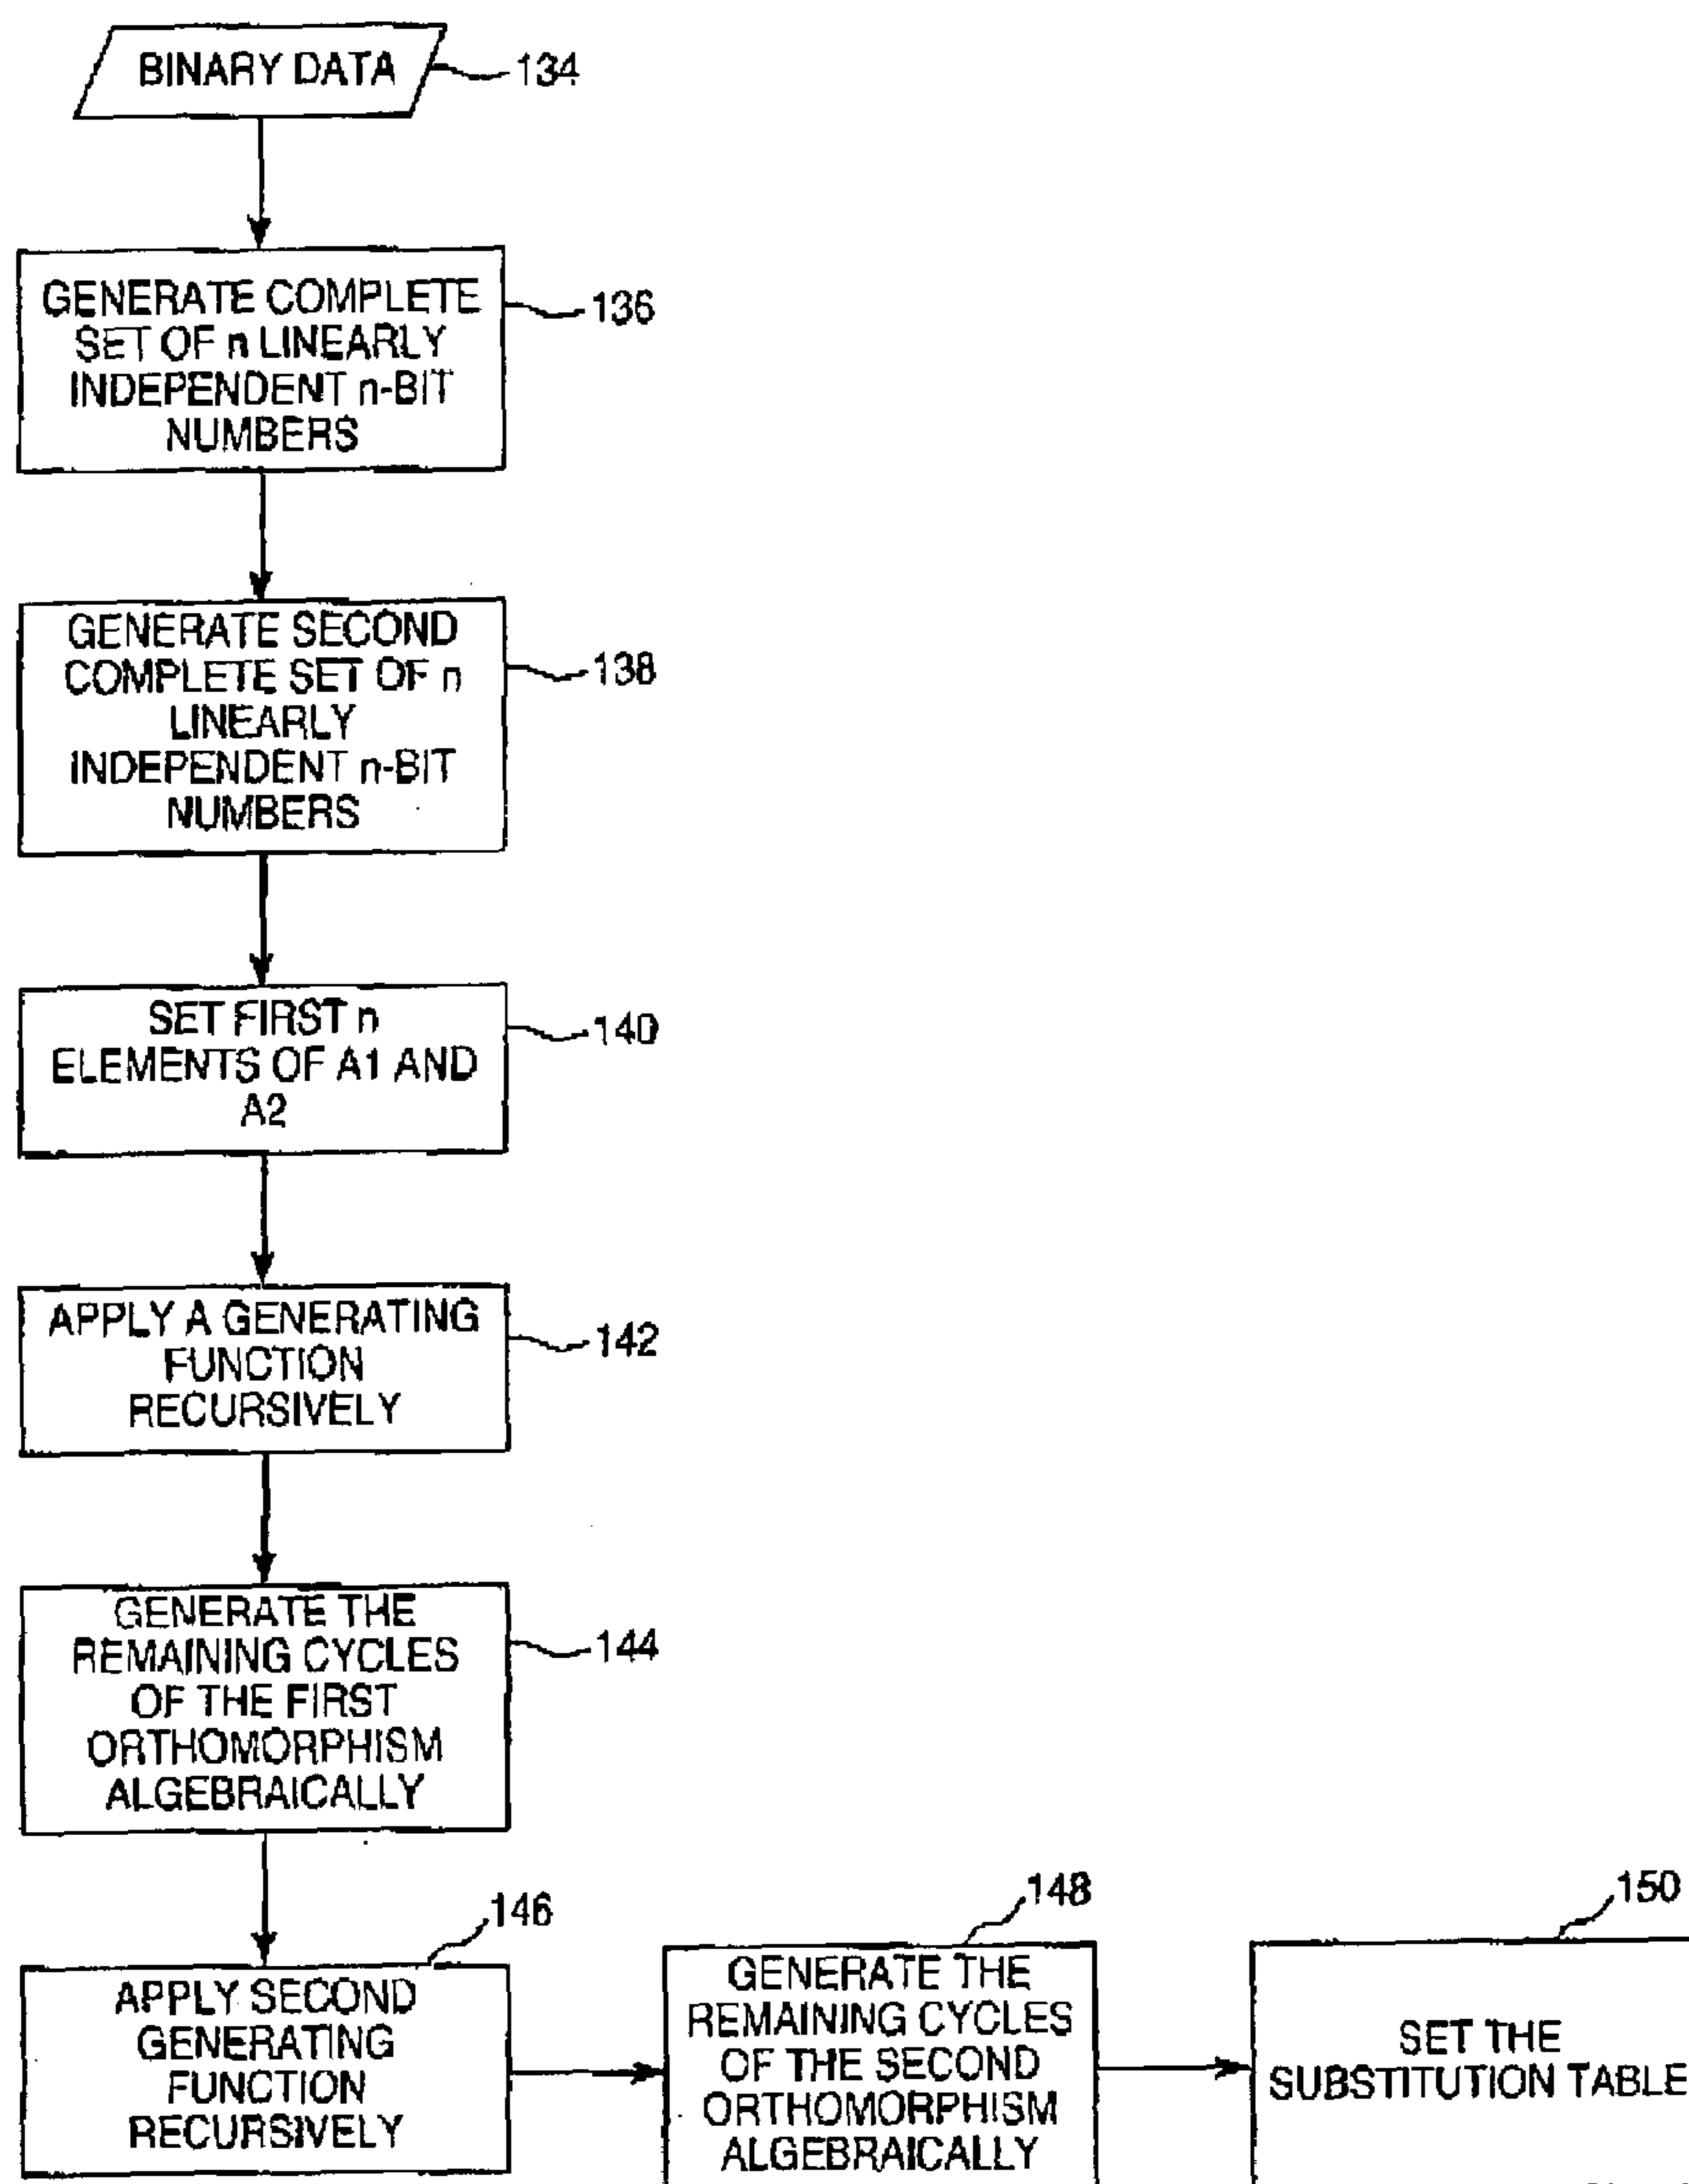 BINARY DATA
134
GENERATE COMPLETE
SET OF n LINEARLY
INDEPENDENT n-BIT
NUMBERS
136
GENERATE SECOND
COMPLETE SET OF n
LINEARLY
INDEPENDENT n-BIT
NUMBERS
138
SET FIRST n
ELEMENTS OF A1 AND
A2
140
APPLY A GENERATING
FUNCTION
RECURSIVELY
142
GENERATE THE
REMAINING CYCLES
OF THE FIRST
ORTHOMORPHISM
ALGEBRAICALLY
144
APPLY SECOND
GENERATING
FUNCTION
RECURSIVELY
146
GENERATE THE
REMAINING CYCLES
OF THE SECOND
ORTHOMORPHISM
ALGEBRAICALLY
148
SET THE
SUBSTITUTION TABLE
150